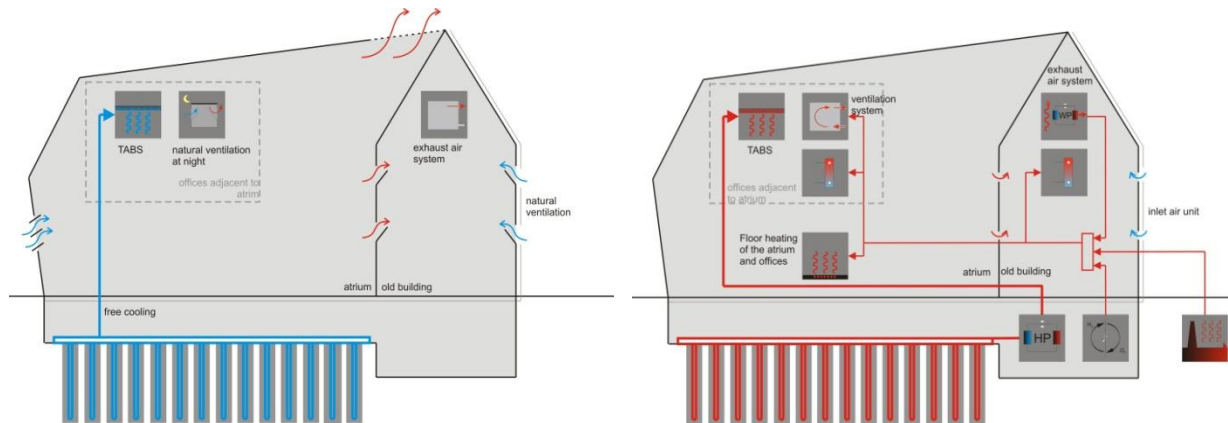 TABS
natural ventilation
at night
offices adjacent to
atrim
exhaust air
system
natural
ventilation
atrium
old building
free cooling
exhaust
air system
WP
ventilation
system
TABS
offices adjacent
to atrium
inlet air unit
Floor heating
of the atrium
and offices
atrium
old building
HP